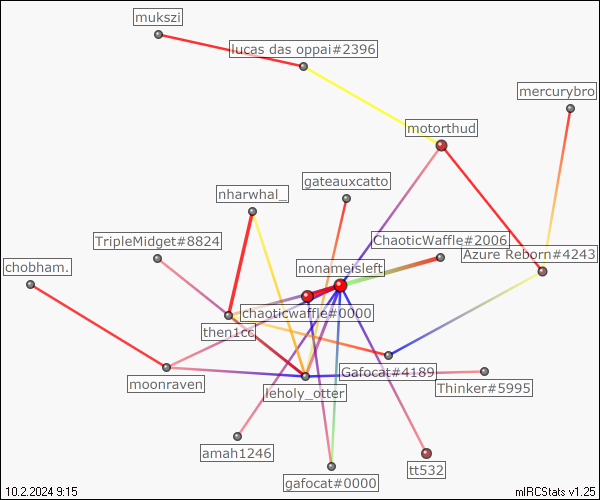 mukszi
lucas das oppai#2396
mercurybro
motorthud
gateauxcatto
nharwhal_
TripleMidget#8824
ChaoticWaffle#2006
Azure Reborn#4243
chobham.
nonameisleft
chaoticwaffle#0000
then1cc
Gafocat#4189
moonraven
leholy_otter
Thinker#5995
amah1246
tt532
gafocat#0000
10.2.2024 9:15
mIRCStats v1.25